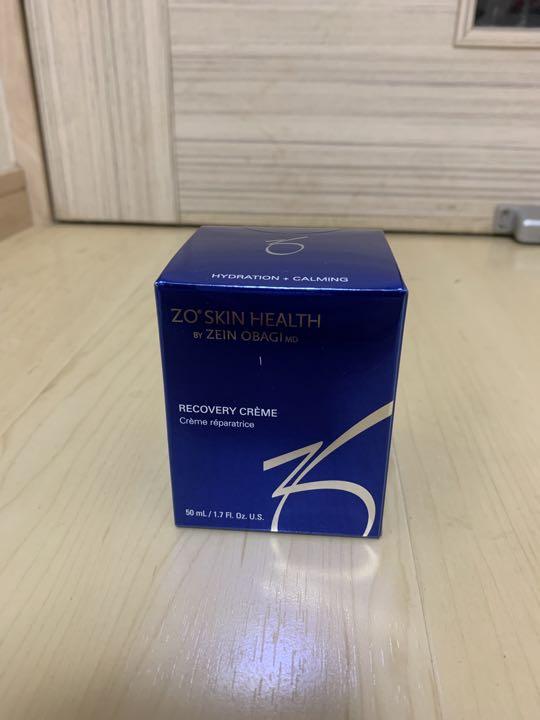 HYDRATION + CALMING
ZO® SKIN HEALTH
BY ZEIN OBAGI MD
RECOVERY CRÈME
Crème réparatrice
50 mL / 1.7 Fl. Oz. U.S.